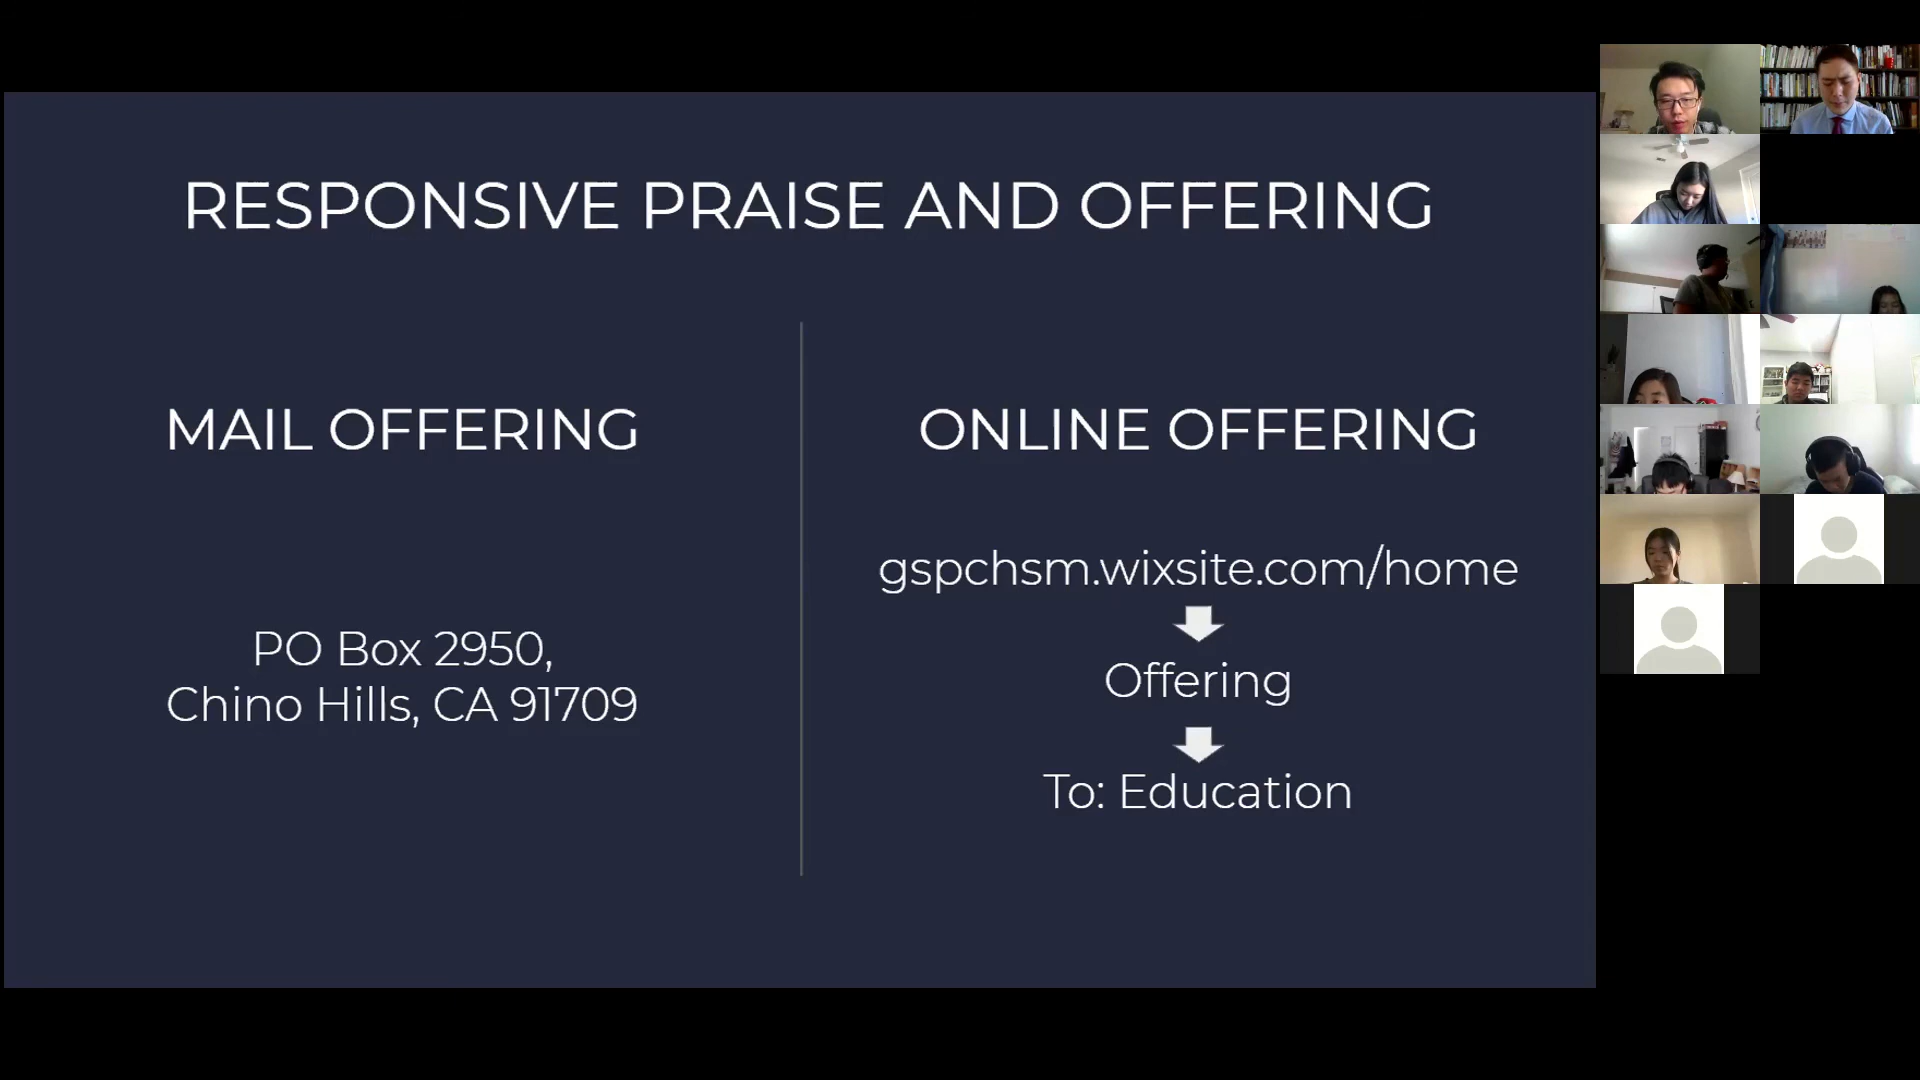 RESPONSIVE PRAISE AND OFFERING
MAIL OFFERING
PO Box 2950,
Chino Hills, CA 91709
ONLINE OFFERING
gspchsm.wixsite.com/home
Offering
To: Education